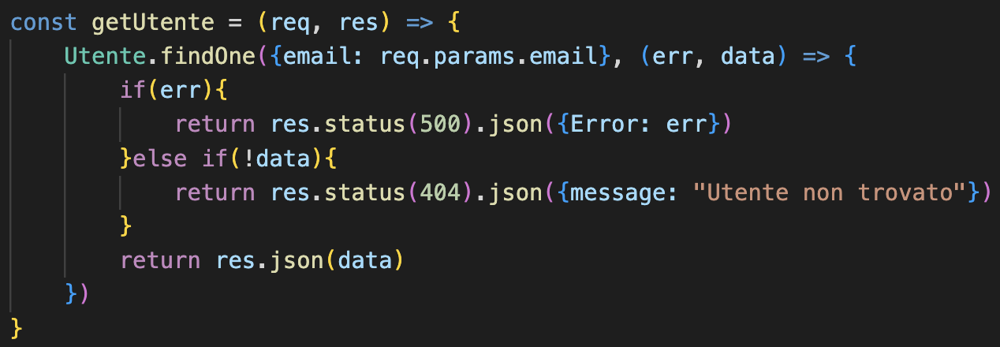 const getUtente = (req, res) => {
    Utente.findOne({email: req.params.email}, (err, data) => {
        if(err){
            return res.status(500).json({Error: err})
        }else if(!data){
            return res.status(404).json({message: "Utente non trovato"})
        }
        return res.json(data)
    })
}